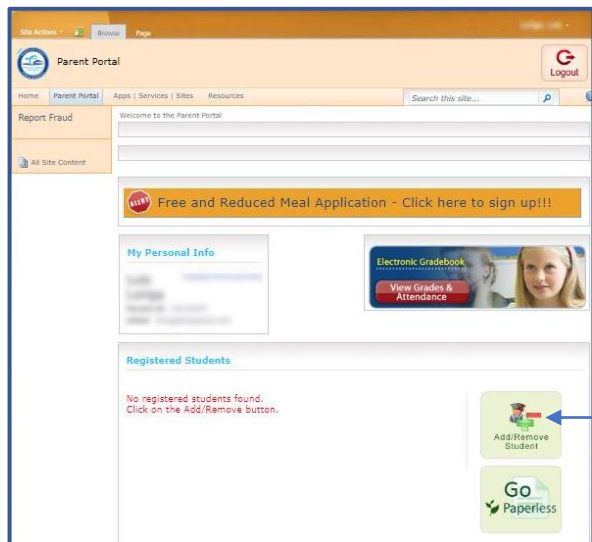 Site Actions
Browse
Page
Parent Portal
Logout
Home
Parent Portal
Apps | Services | Sites
Resources
Search this site...
Report Fraud
Welcome to the Parent Portal
All Site Content
ALERT
Free and Reduced Meal Application - Click here to sign up!!!
My Personal Info
Electronic Gradebook
View Grades &
Attendance
Registered Students
No registered students found.
Click on the Add/Remove button.
Add/Remove
Student
Go
Paperless